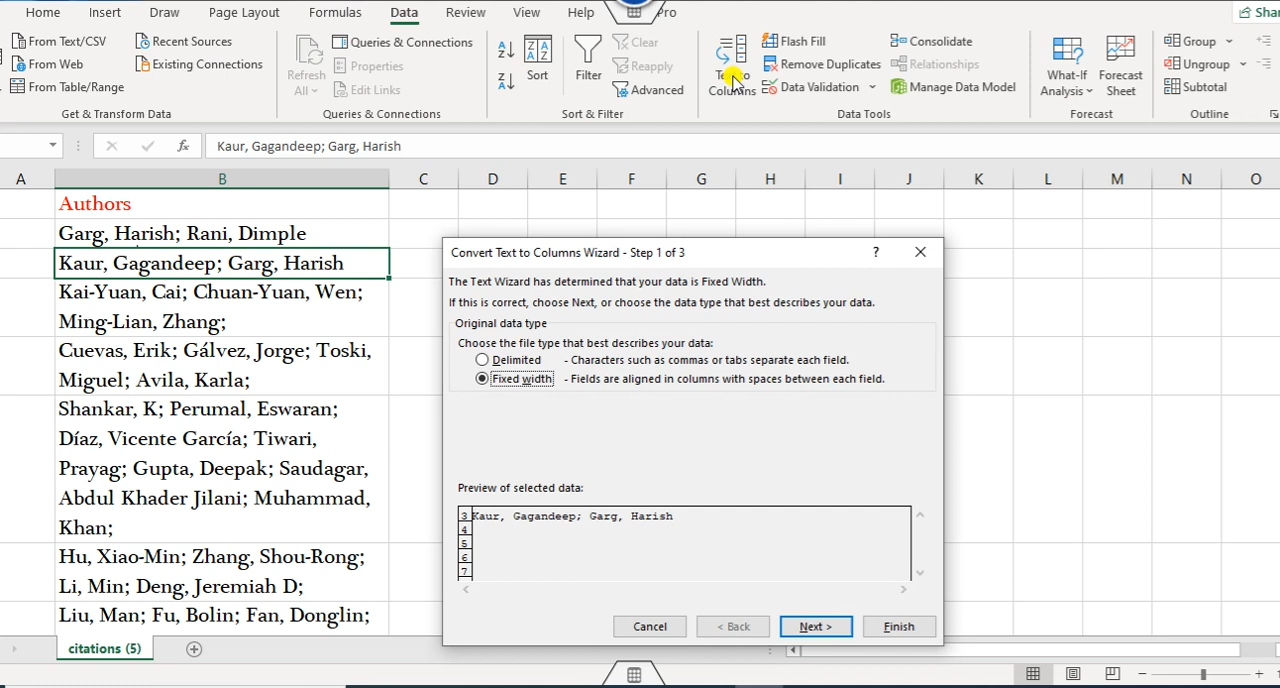 Home Insert Draw Page Layout Formulas Data Review View Help Pro Shar
From Text/CSV Recent Sources Queries & Connections Clear Flash Fill Consolidate Group
From Web Existing Connections Properties Reapply Remove Duplicates Relationships Ungroup
From Table/Range Refresh All Edit Links Sort Filter Advanced Text to Columns Data Validation Manage Data Model What-If Analysis Forecast Sheet Subtotal
Get & Transform Data Queries & Connections Sort & Filter Data Tools Forecast Outline
fx Kaur, Gagandeep; Garg, Harish
A B C D E F G H I J K L M N O
Authors
Garg, Harish; Rani, Dimple
Kaur, Gagandeep; Garg, Harish
Kai-Yuan, Cai; Chuan-Yuan, Wen;
Ming-Lian, Zhang;
Cuevas, Erik; Gálvez, Jorge; Toski,
Miguel; Avila, Karla;
Shankar, K; Perumal, Eswaran;
Díaz, Vicente García; Tiwari,
Prayag; Gupta, Deepak; Saudagar,
Abdul Khader Jilani; Muhammad,
Khan;
Hu, Xiao-Min; Zhang, Shou-Rong;
Li, Min; Deng, Jeremiah D;
Liu, Man; Fu, Bolin; Fan, Donglin;
Convert Text to Columns Wizard - Step 1 of 3 ?
The Text Wizard has determined that your data is Fixed Width.
If this is correct, choose Next, or choose the data type that best describes your data.
Original data type
Choose the file type that best describes your data:
Delimited - Characters such as commas or tabs separate each field.
Fixed width - Fields are aligned in columns with spaces between each field.
Preview of selected data:
3 Kaur, Gagandeep; Garg, Harish
4
5
6
7
Cancel < Back Next > Finish
citations (5)